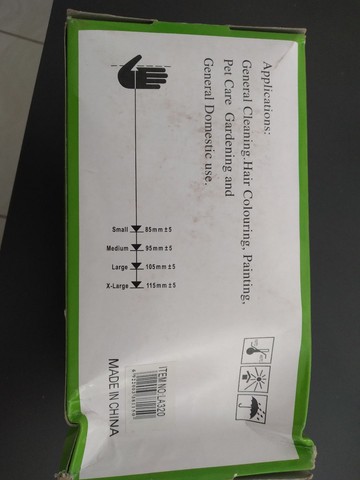 Applications:
General Cleaning,Hair Colouring, Painting,
Pet Care Gardening and
General Domestic use.
Small 85mm±5
Medium 95mm±5
Large 105mm±5
X-Large 115mm±5
ITEM NO: LA320
MADE IN CHINA